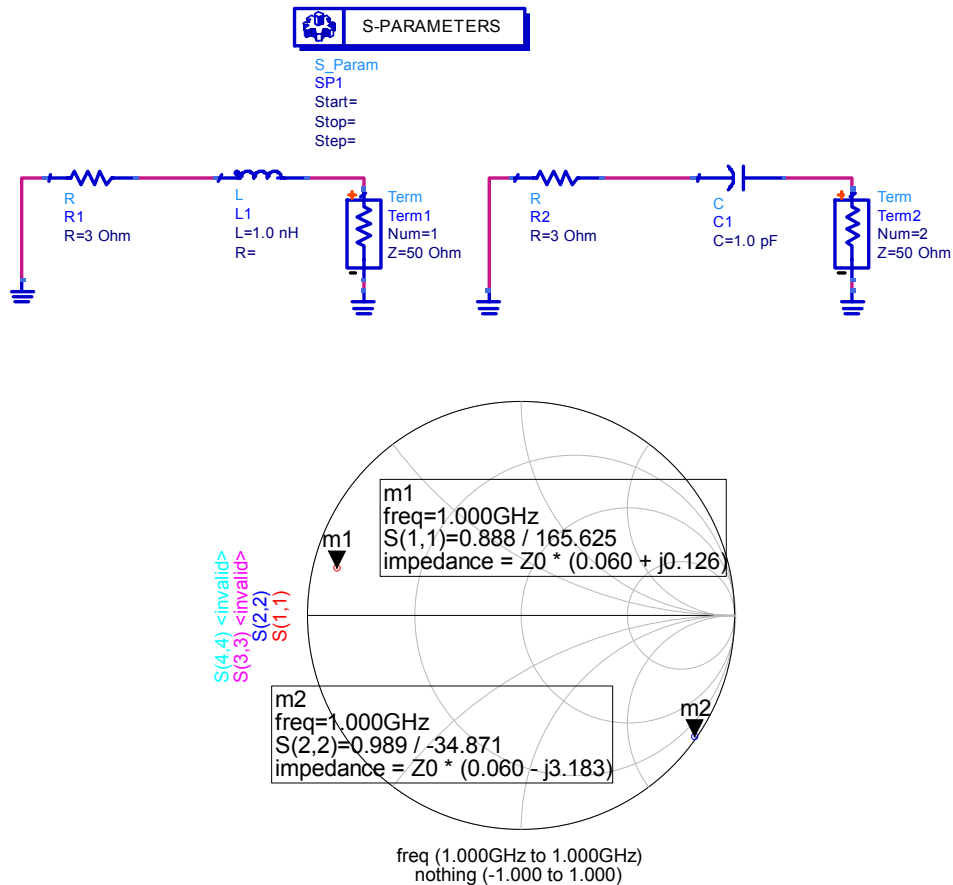 S-PARAMETERS
S_Param
SP1
Start=
Stop=
Step=
R
R1
R=3 Ohm
L
L1
L=1.0 nH
R=
+
Term
Term1
Num=1
Z=50 Ohm
-
R
R2
R=3 Ohm
C
C1
C=1.0 pF
+
Term
Term2
Num=2
Z=50 Ohm
-
m1
freq=1.000GHz
S(1,1)=0.888 / 165.625
impedance = Z0 * (0.060 + j0.126)
m1
S(4,4) <invalid>
S(3,3) <invalid>
S(2,2)
S(1,1)
m2
freq=1.000GHz
S(2,2)=0.989 / -34.871
impedance = Z0 * (0.060 - j3.183)
m2
freq (1.000GHz to 1.000GHz)
nothing (-1.000 to 1.000)